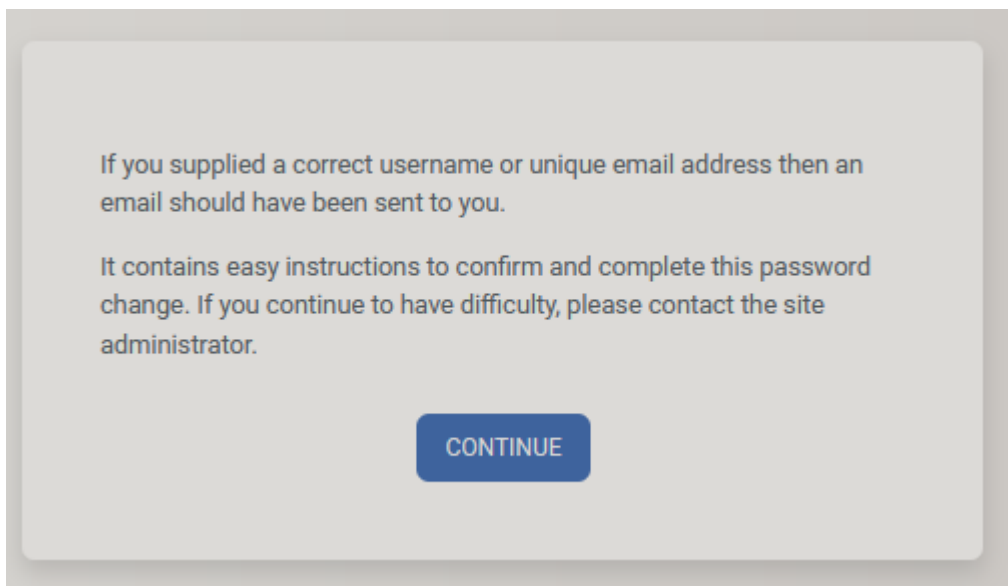 If you supplied a correct username or unique email address then an
email should have been sent to you.
It contains easy instructions to confirm and complete this password
change. If you continue to have difficulty, please contact the site
administrator.
CONTINUE